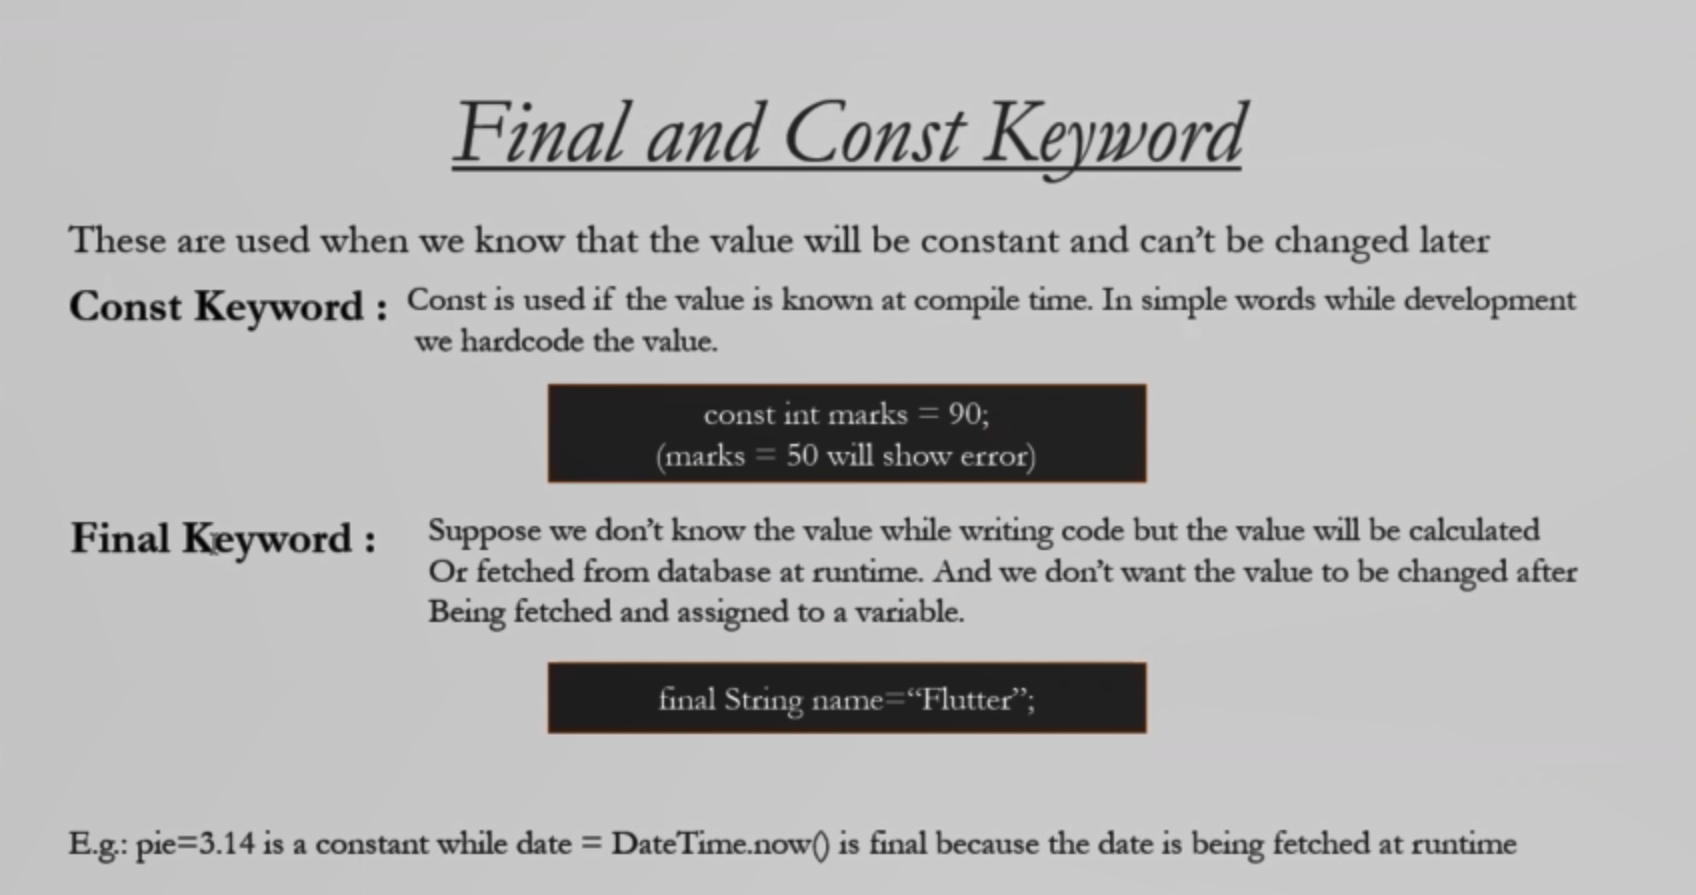 Final and Const Keyword
These are used when we know that the value will be constant and can't be changed later
Const Keyword : Const is used if the value is known at compile time. In simple words while development
we hardcode the value.
const int marks = 90;
(marks = 50 will show error)
Final Keyword : Suppose we don't know the value while writing code but the value will be calculated
Or fetched from database at runtime. And we don't want the value to be changed after
Being fetched and assigned to a variable.
final String name=“Flutter”;
E.g.: pie=3.14 is a constant while date = DateTime.now() is final because the date is being fetched at runtime